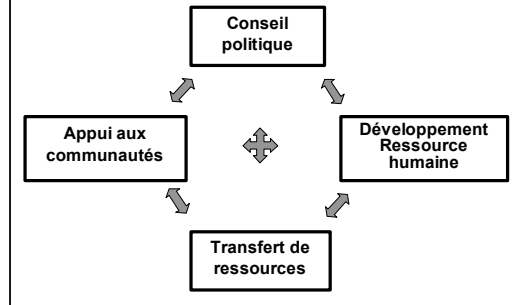 Conseil
politique
Appui aux
communautés
Développement
Ressource
humaine
Transfert de
ressources